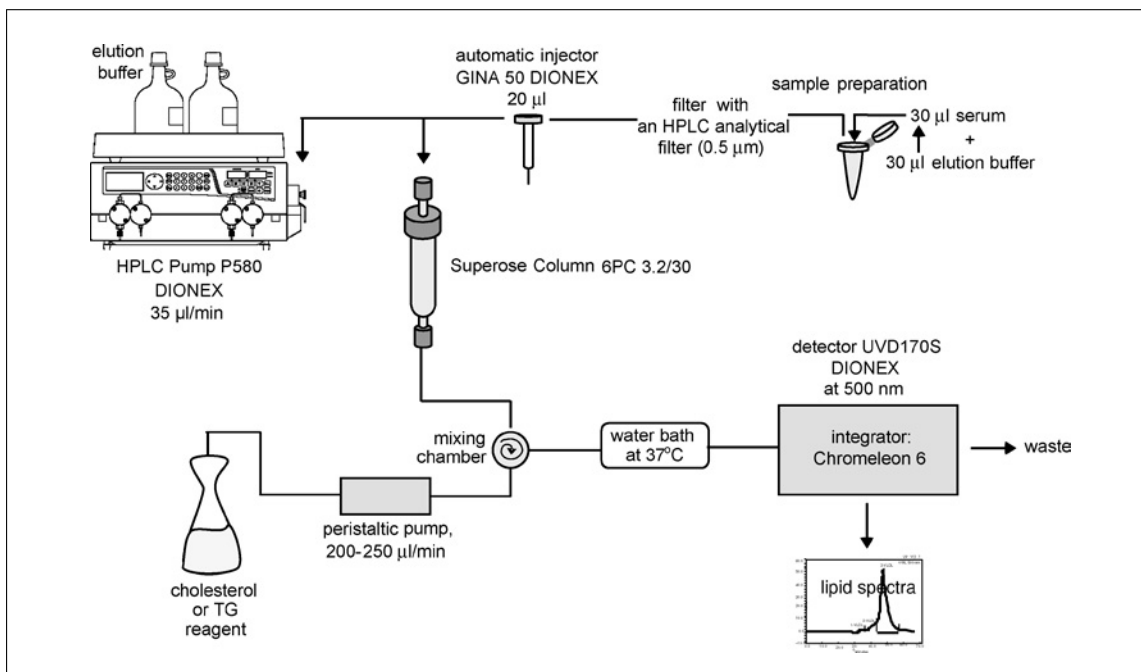 elution
buffer
automatic injector
GINA 50 DIONEX
20 µl
sample preparation
filter with
an HPLC analytical
filter (0.5 µm)
30 µl serum
+
30 µl elution buffer
HPLC Pump P580
DIONEX
35 µl/min
Superose Column 6PC 3.2/30
detector UVD170S
DIONEX
at 500 nm
mixing
chamber
water bath
at 37°C
integrator:
Chromeleon 6
waste
peristaltic pump,
200-250 µl/min
cholesterol
or TG
reagent
lipid spectra